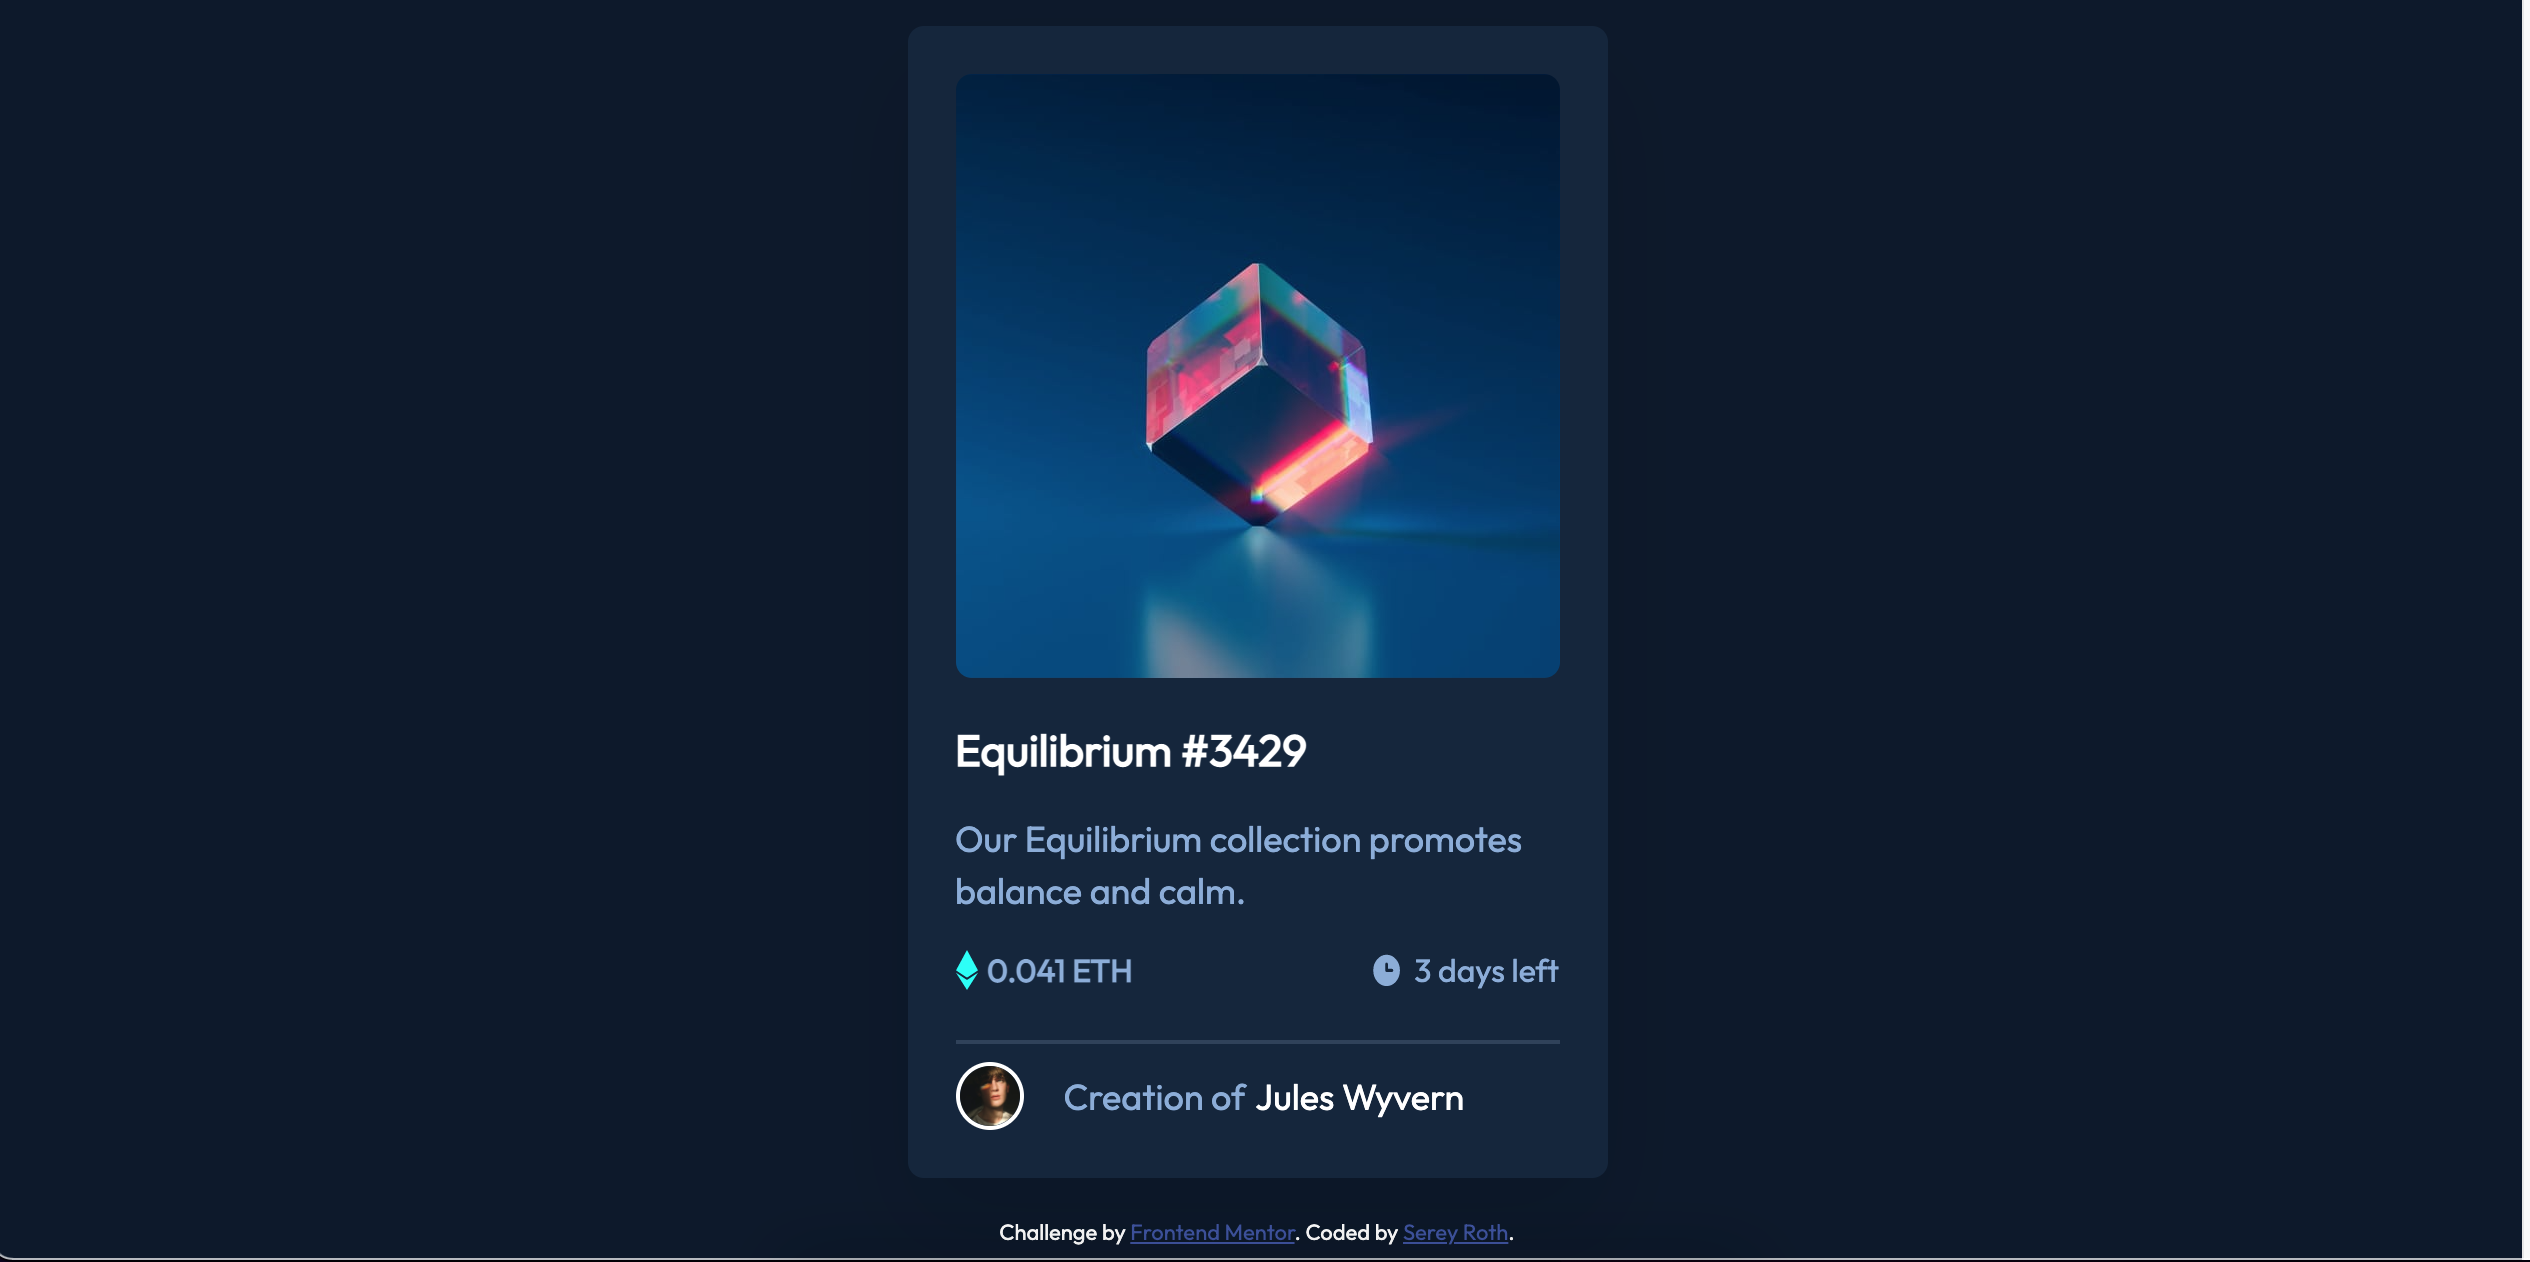 Equilibrium #3429
Our Equilibrium collection promotes
balance and calm.
0.041 ETH
3 days left
Creation of Jules Wyvern
Challenge by Frontend Mentor. Coded by Serey Roth.